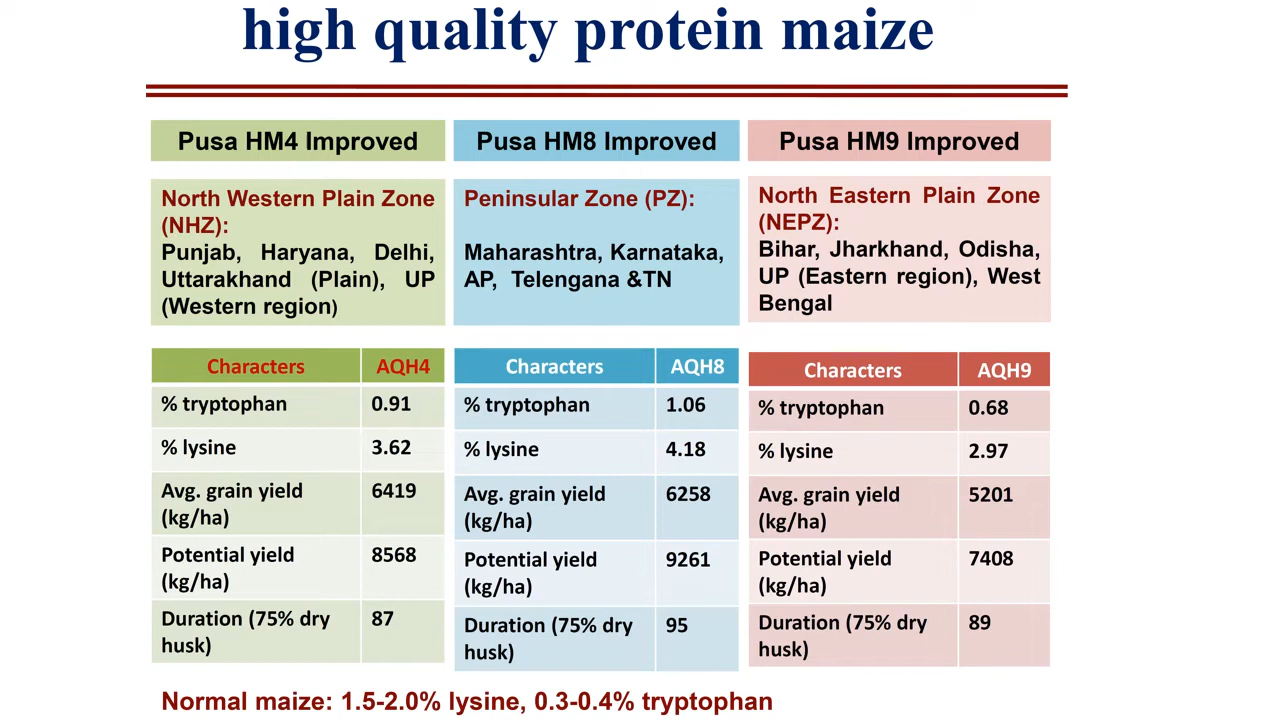 high quality protein maize
Pusa HM4 Improved
North Western Plain Zone
(NHZ):
Punjab, Haryana, Delhi,
Uttarakhand (Plain), UP
(Western region)
Characters AQH4
% tryptophan 0.91
% lysine 3.62
Avg. grain yield 6419
(kg/ha)
Potential yield 8568
(kg/ha)
Duration (75% dry 87
husk)
Pusa HM8 Improved
Peninsular Zone (PZ):
Maharashtra, Karnataka,
AP, Telengana &TN
Characters AQH8
% tryptophan 1.06
% lysine 4.18
Avg. grain yield 6258
(kg/ha)
Potential yield 9261
(kg/ha)
Duration (75% dry 95
husk)
Pusa HM9 Improved
North Eastern Plain Zone
(NEPZ):
Bihar, Jharkhand, Odisha,
UP (Eastern region), West
Bengal
Characters AQH9
% tryptophan 0.68
% lysine 2.97
Avg. grain yield 5201
(kg/ha)
Potential yield 7408
(kg/ha)
Duration (75% dry 89
husk)
Normal maize: 1.5-2.0% lysine, 0.3-0.4% tryptophan